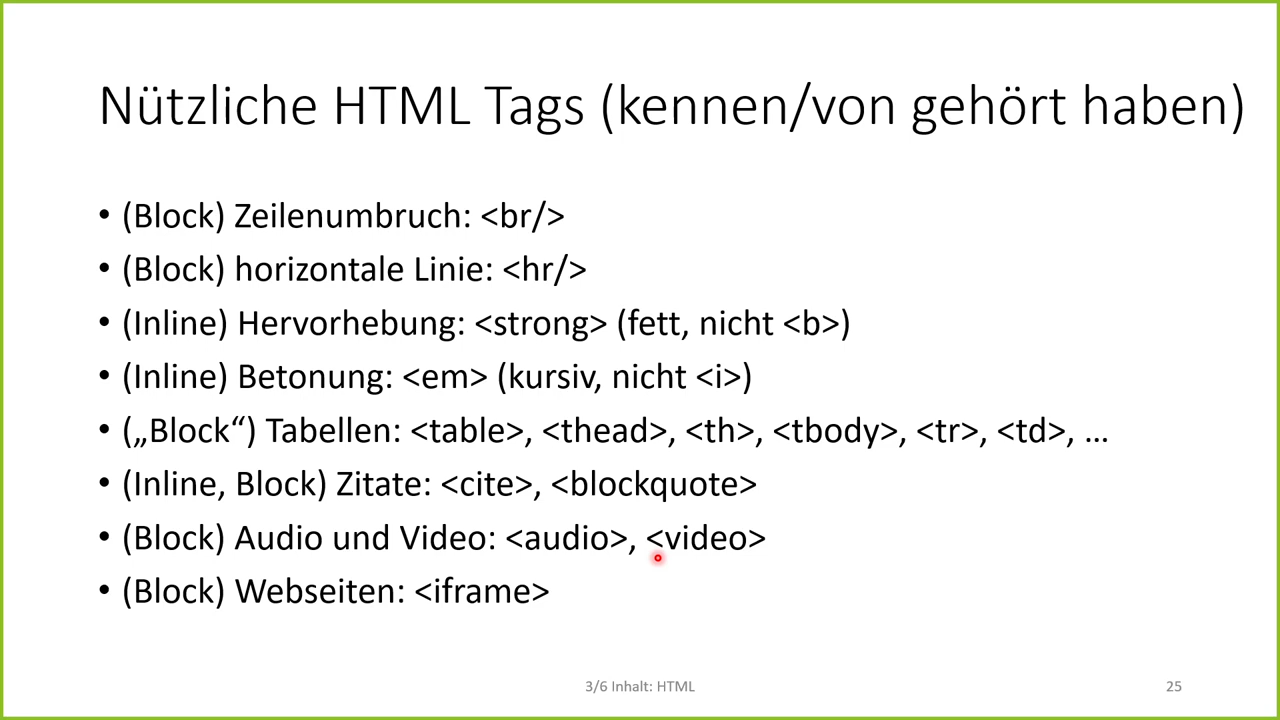 Nützliche HTML Tags (kennen/von gehört haben)
• (Block) Zeilenumbruch: <br/>
• (Block) horizontale Linie: <hr/>
• (Inline) Hervorhebung: <strong> (fett, nicht <b>)
• (Inline) Betonung: <em> (kursiv, nicht <i>)
• („Block“) Tabellen: <table>, <thead>, <th>, <tbody>, <tr>, <td>, ...
• (Inline, Block) Zitate: <cite>, <blockquote>
• (Block) Audio und Video: <audio>, <video>
• (Block) Webseiten: <iframe>
3/6 Inhalt: HTML
25